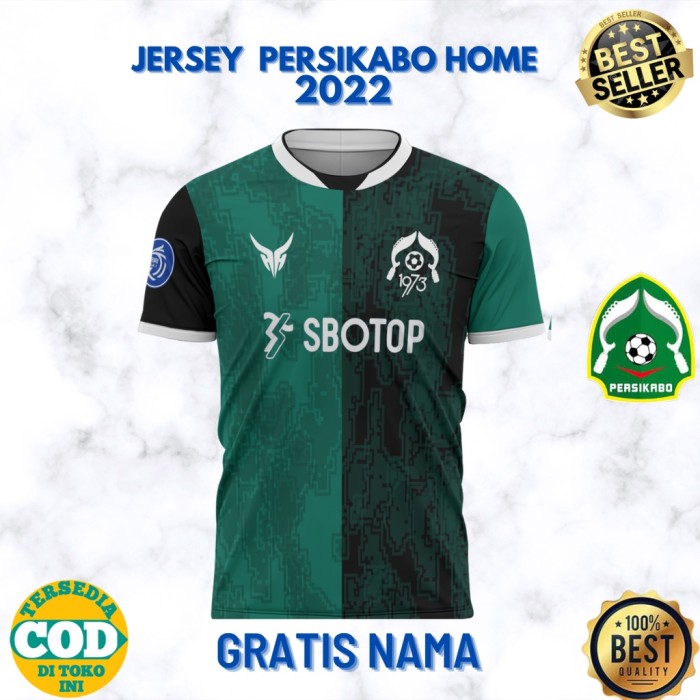 JERSEY PERSIKABO HOME
2022
BEST SELLER
BEST
SELLER
1973
SBOTOP
PERSIKABO
TERSEDIA
COD
DI TOKO
INI
GRATIS NAMA
100%
BEST
QUALITY